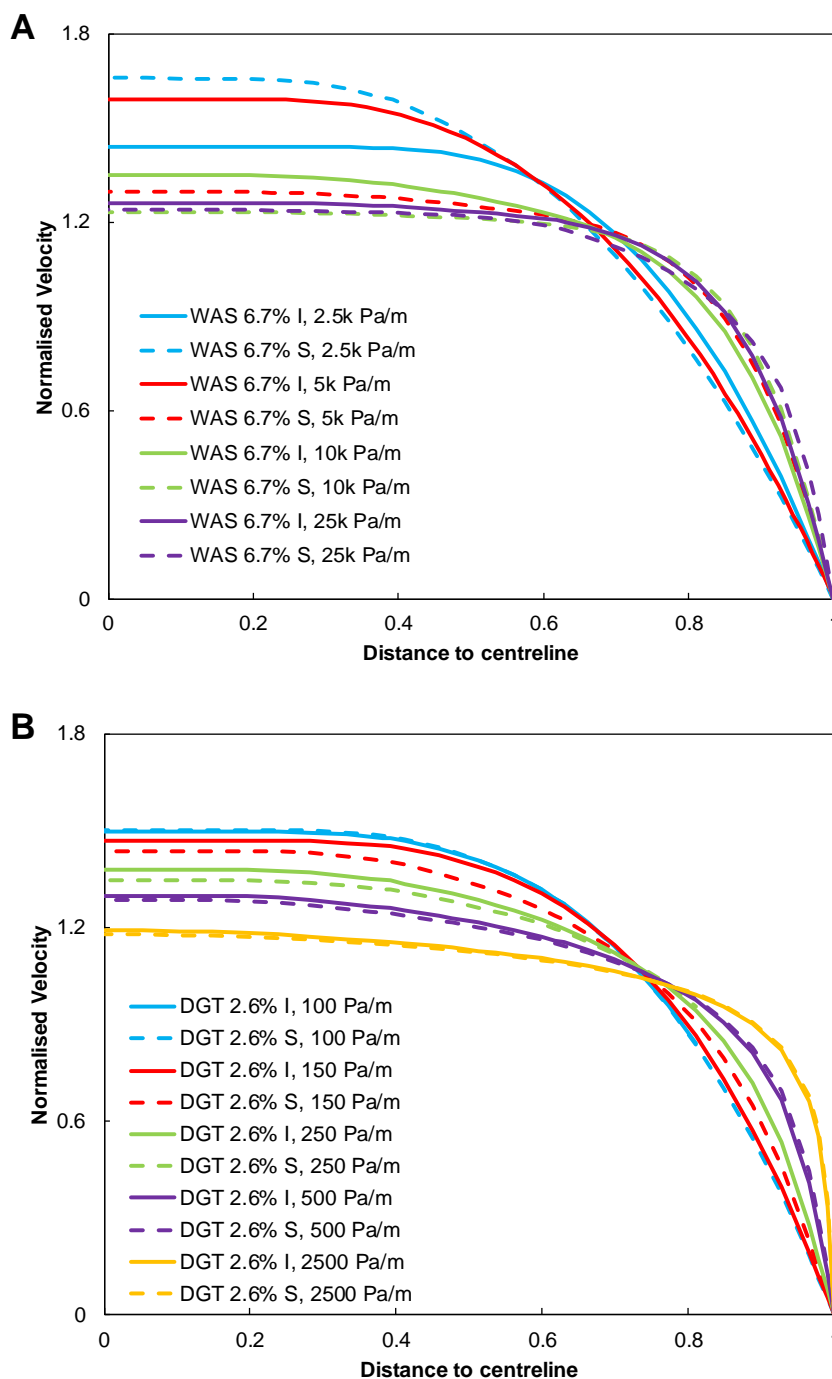 A
1.8
1.2
0.6
0
Normalised Velocity
WAS 6.7% I, 2.5k Pa/m
WAS 6.7% S, 2.5k Pa/m
WAS 6.7% I, 5k Pa/m
WAS 6.7% S, 5k Pa/m
WAS 6.7% I, 10k Pa/m
WAS 6.7% S, 10k Pa/m
WAS 6.7% I, 25k Pa/m
WAS 6.7% S, 25k Pa/m
0 0.2 0.4 0.6 0.8
Distance to centreline
B
1.8
1.2
0.6
0
Normalised Velocity
DGT 2.6% I, 100 Pa/m
DGT 2.6% S, 100 Pa/m
DGT 2.6% I, 150 Pa/m
DGT 2.6% S, 150 Pa/m
DGT 2.6% I, 250 Pa/m
DGT 2.6% S, 250 Pa/m
DGT 2.6% I, 500 Pa/m
DGT 2.6% S, 500 Pa/m
DGT 2.6% I, 2500 Pa/m
DGT 2.6% S, 2500 Pa/m
0 0.2 0.4 0.6 0.8
Distance to centreline